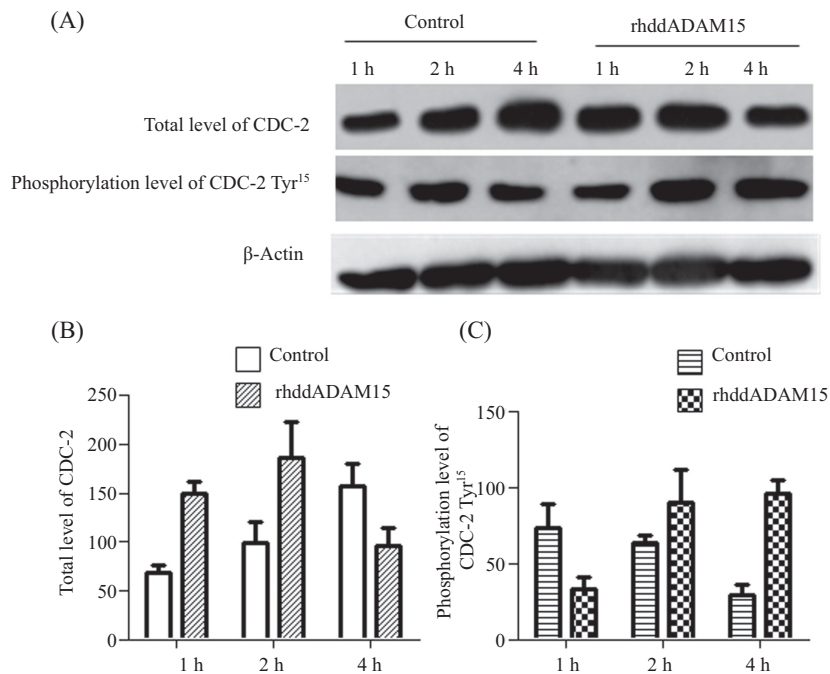 (A)
Control rhddADAM15
1 h 2 h 4 h 1 h 2 h 4 h
Total level of CDC-2
Phosphorylation level of CDC-2 Tyr¹⁵
β-Actin
(B)
Control
rhddADAM15
Total level of CDC-2
250
200
150
100
50
0
1 h 2 h 4 h
(C)
Control
rhddADAM15
Phosphorylation level of
CDC-2 Tyr¹⁵
150
100
50
0
1 h 2 h 4 h